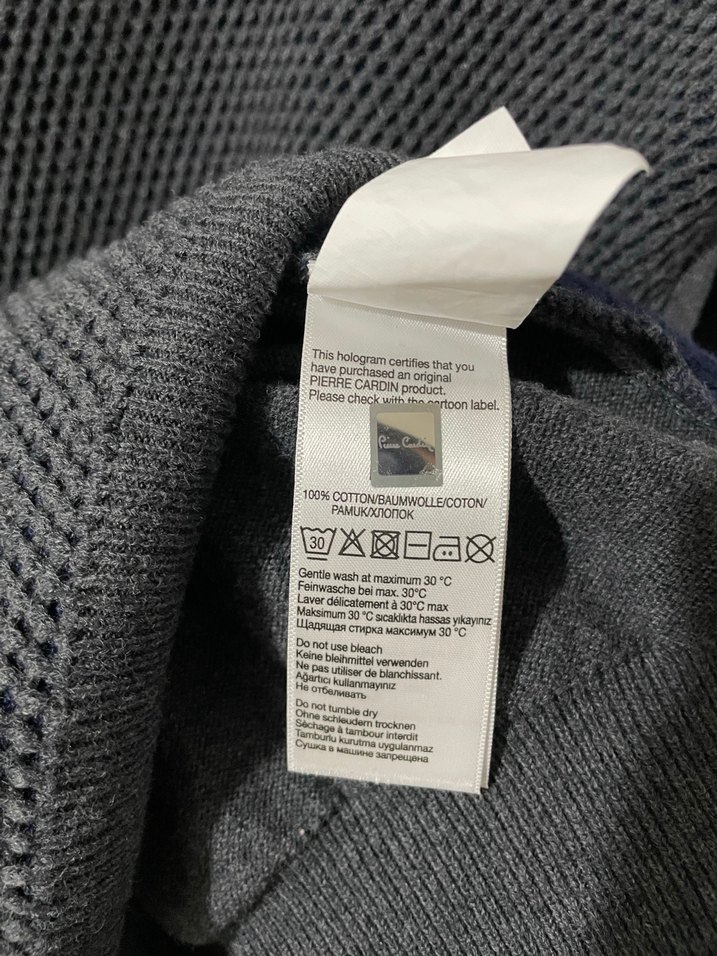 This hologram certifies that you
have purchased an original
PIERRE CARDIN product.
Please check with the cartoon label.
Pierre Cardin
100% COTTON/BAUMWOLLE/COTON/
PAMUK/ХЛОПОК
30
Gentle wash at maximum 30 °C
Feinwasche bei max. 30°C
Laver délicatement à 30°C max
Maksimum 30 °C sıcaklıkta hassas yıkayınız
Щадящая стирка максимум 30 °C
Do not use bleach
Keine bleihmittel verwenden
Ne pas utiliser de blanchissant.
Ağartıcı kullanmayınız
Не отбеливать
Do not tumble dry
Ohne schleudern trocknen
Sèchage à tambour interdit
Tamburlu kurutma uygulanmaz
Сушка в машине запрещена